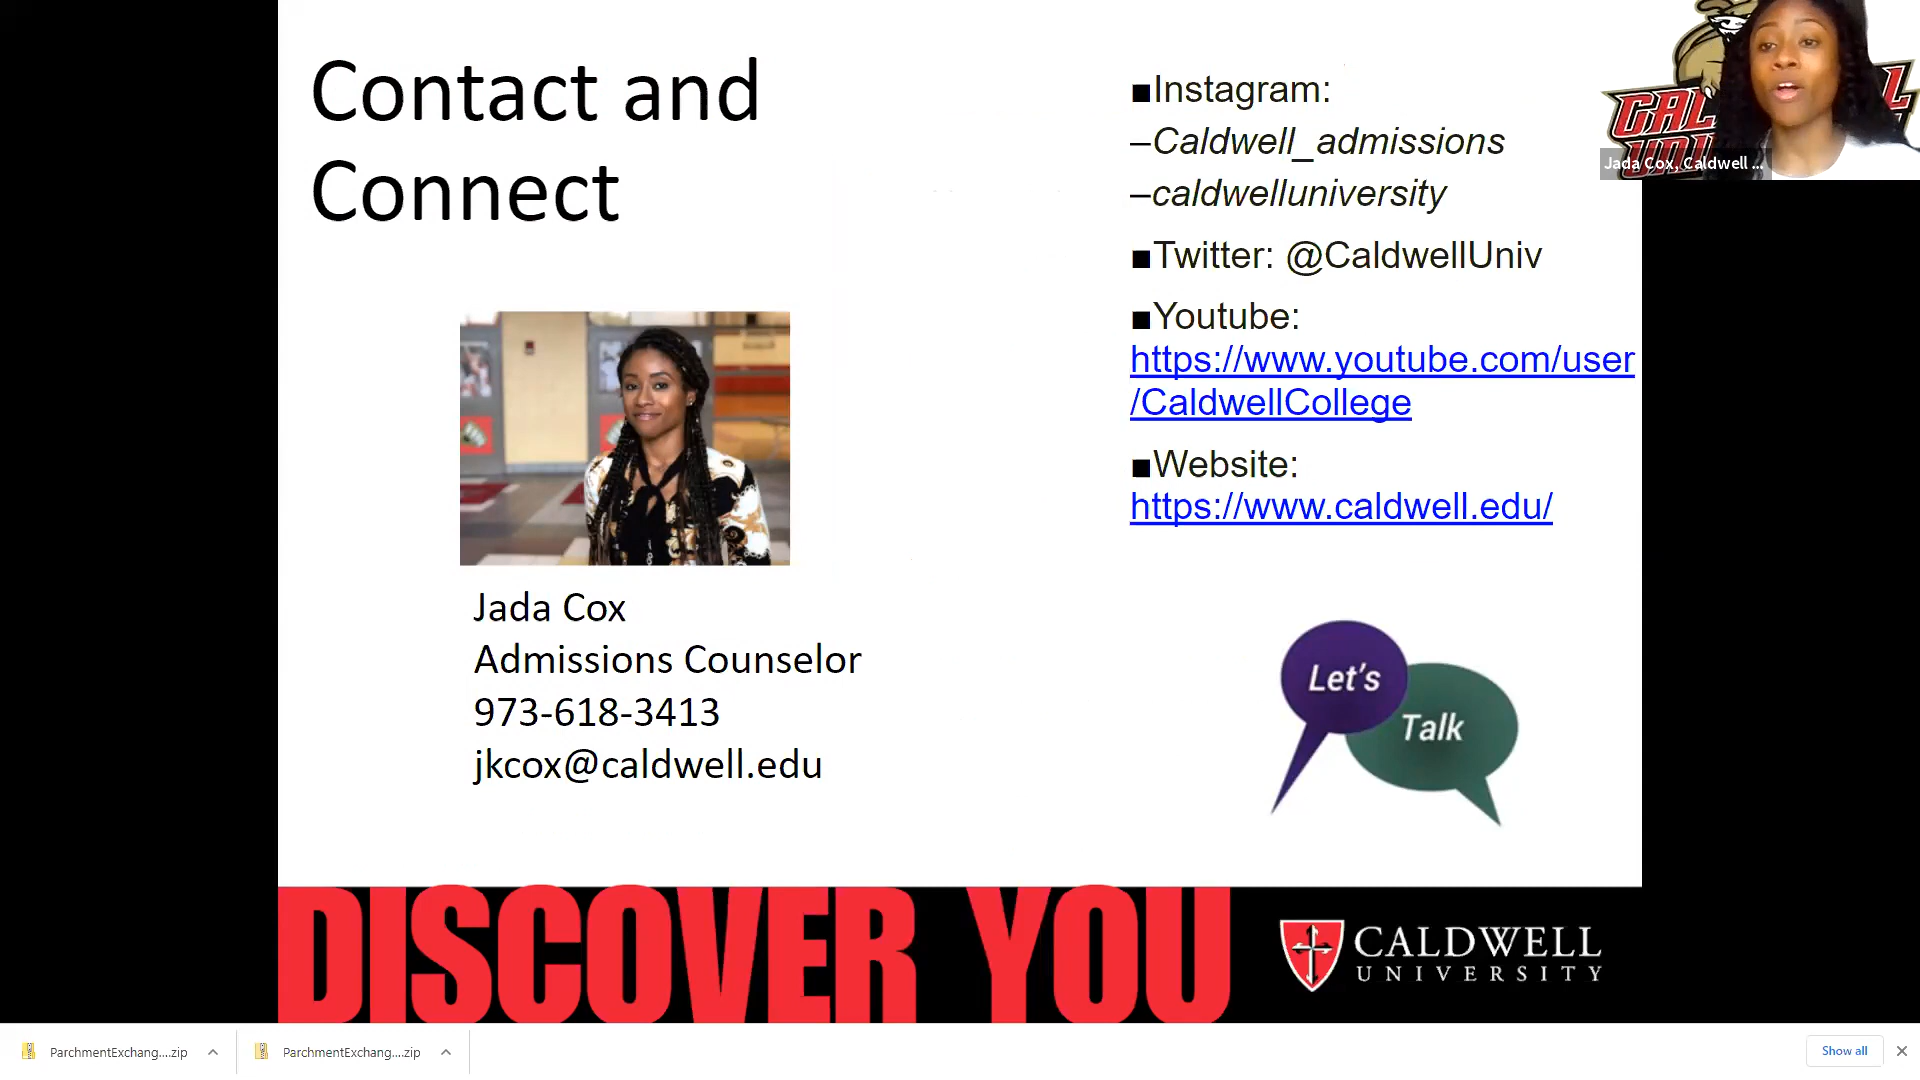 Contact and
Connect
Jada Cox
Admissions Counselor
973-618-3413
jkcox@caldwell.edu
■Instagram:
–Caldwell_admissions
–caldwelluniversity
■Twitter: @CaldwellUniv
■Youtube:
https://www.youtube.com/user
/CaldwellCollege
■Website:
https://www.caldwell.edu/
Let's
Talk
DISCOVER YOU
CALDWELL
UNIVERSITY
Jada Cox, Caldwell ...
ParchmentExchang....zip
ParchmentExchang....zip
Show all